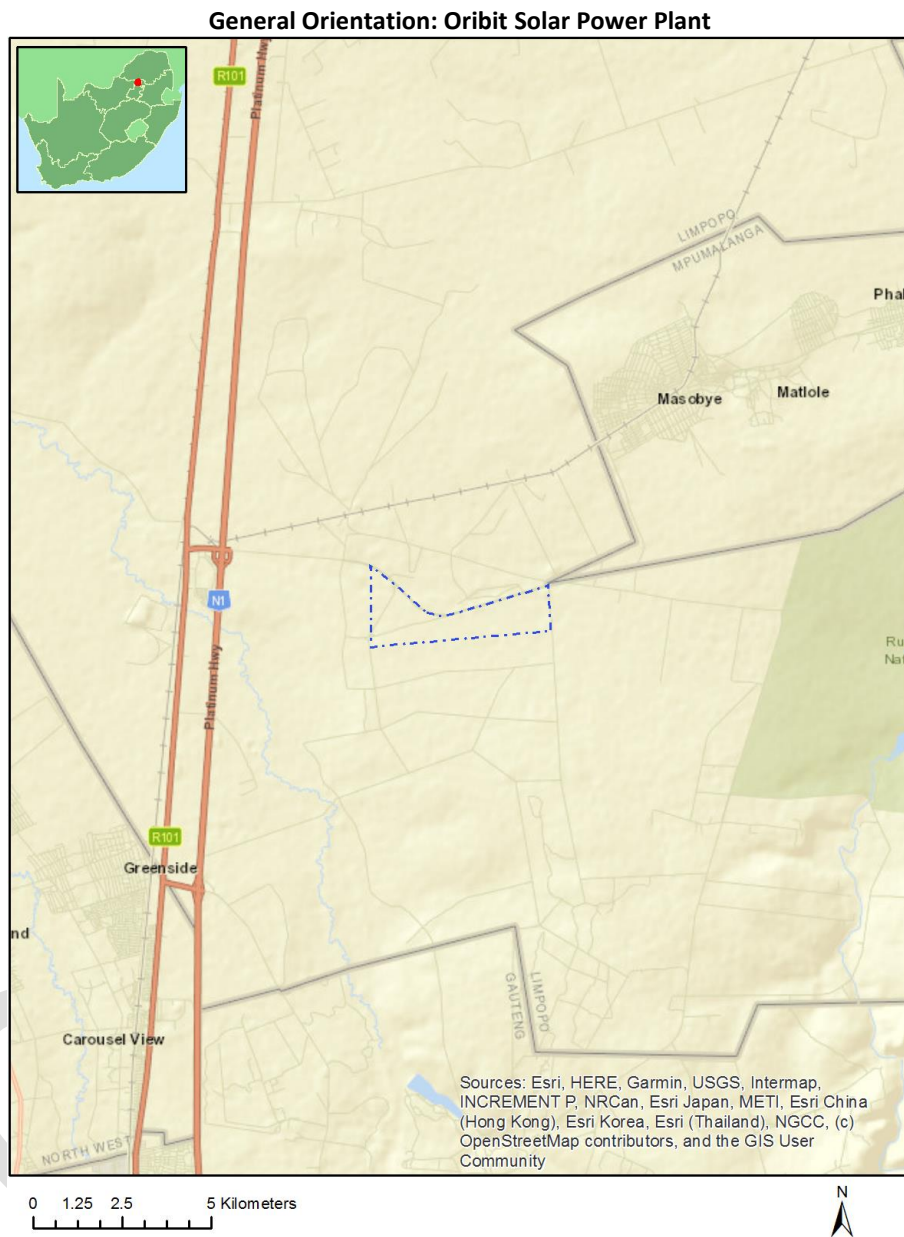 General Orientation: Oribit Solar Power Plant
R101
Platinum Hwy
LIMPOPO
MPUMALANGA
Phal
Masobye
Matlole
N1
Platinum Hwy
Ru
Nat
R101
Greenside
nd
GAUTENG
LIMPOPO
Carousel View
NORTH WEST
Sources: Esri, HERE, Garmin, USGS, Intermap,
INCREMENT P, NRCan, Esri Japan, METI, Esri China
(Hong Kong), Esri Korea, Esri (Thailand), NGCC, (c)
OpenStreetMap contributors, and the GIS User
Community
0 1.25 2.5 5 Kilometers
N